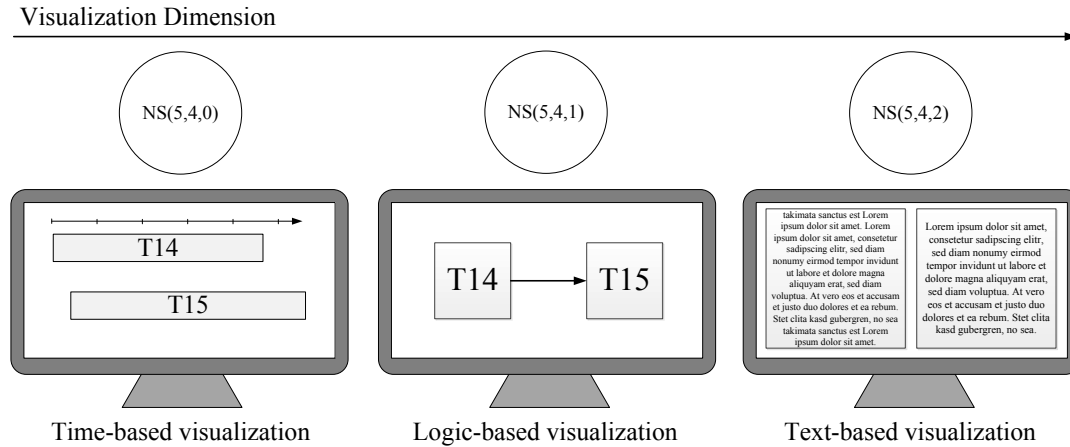 Visualization Dimension
NS(5,4,0)
NS(5,4,1)
NS(5,4,2)
T14
T15
T14
T15
takimata sanctus est Lorem
ipsum dolor sit amet. Lorem
ipsum dolor sit amet, consetetur
sadipscing elitr, sed diam
nonumy eirmod tempor invidunt
ut labore et dolore magna
aliquyam erat, sed diam
voluptua. At vero eos et accusam
et justo duo dolores et ea rebum.
Stet clita kasd gubergren, no sea
takimata sanctus est Lorem
ipsum dolor sit amet.
Lorem ipsum dolor sit amet,
consetetur sadipscing elitr,
sed diam nonumy eirmod
tempor invidunt ut labore et
dolore magna aliquyam erat,
sed diam voluptua. At vero
eos et accusam et justo duo
dolores et ea rebum. Stet clita
kasd gubergren, no sea.
Time-based visualization
Logic-based visualization
Text-based visualization